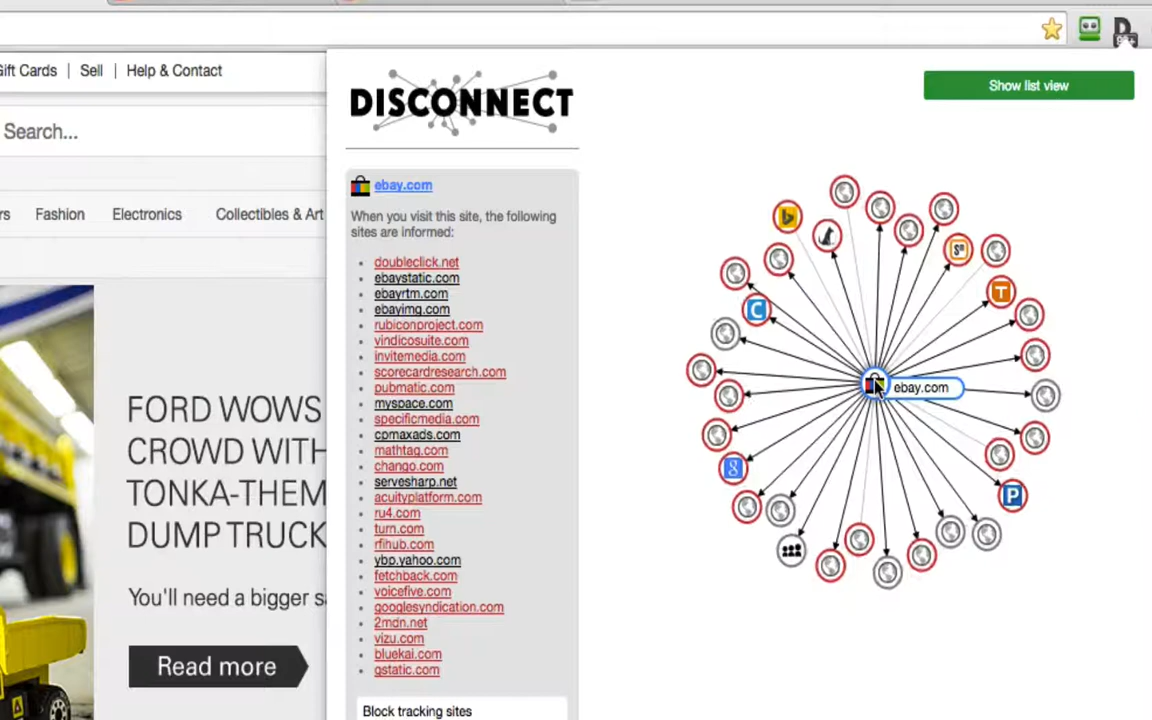 Gift Cards | Sell | Help & Contact
Search...
Fashion Electronics Collectibles & Art
FORD WOWS
CROWD WITH
TONKA-THEM
DUMP TRUCK
You'll need a bigger sa
Read more
DISCONNECT
Show list view
ebay.com
When you visit this site, the following
sites are informed:
doubleclick.net
ebaystatic.com
ebayrtm.com
ebayimg.com
rubiconproject.com
vindicosuite.com
invitemedia.com
scorecardresearch.com
pubmatic.com
myspace.com
specificmedia.com
cpmaxads.com
mathtag.com
chango.com
servesharp.net
acuityplatform.com
ru4.com
turn.com
rfihub.com
ybp.yahoo.com
fetchback.com
voicefive.com
googlesyndication.com
2mdn.net
vizu.com
bluekai.com
gstatic.com
Block tracking sites
ebay.com